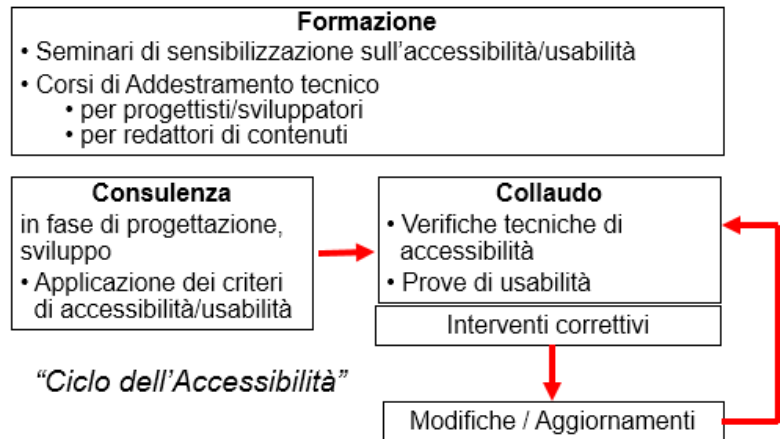 Formazione
• Seminari di sensibilizzazione sull'accessibilità/usabilità
• Corsi di Addestramento tecnico
• per progettisti/sviluppatori
• per redattori di contenuti
Consulenza
in fase di progettazione,
sviluppo
• Applicazione dei criteri
di accessibilità/usabilità
Collaudo
• Verifiche tecniche di
accessibilità
• Prove di usabilità
Interventi correttivi
"Ciclo dell'Accessibilità"
Modifiche / Aggiornamenti